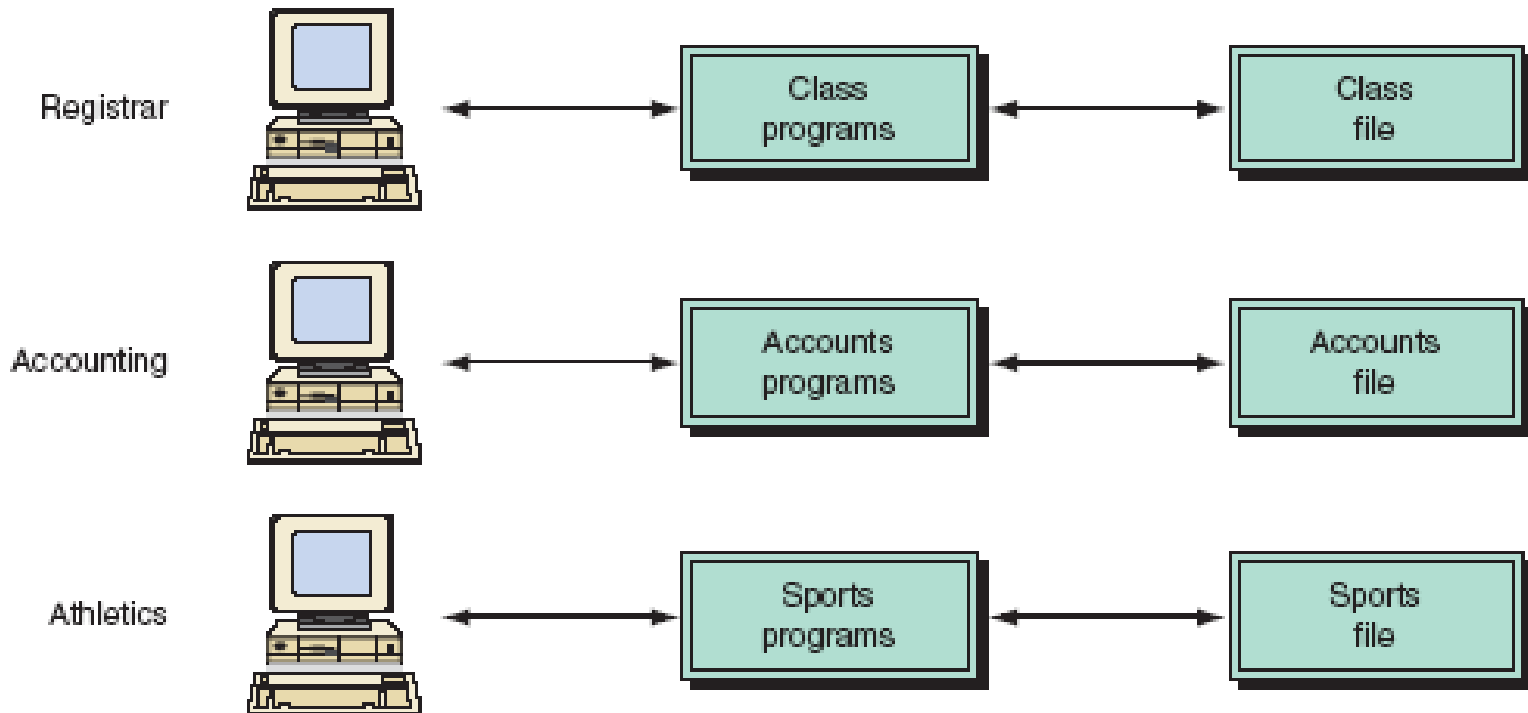 Registrar
Class
programs
Class
file
Accounting
Accounts
programs
Accounts
file
Athletics
Sports
programs
Sports
file